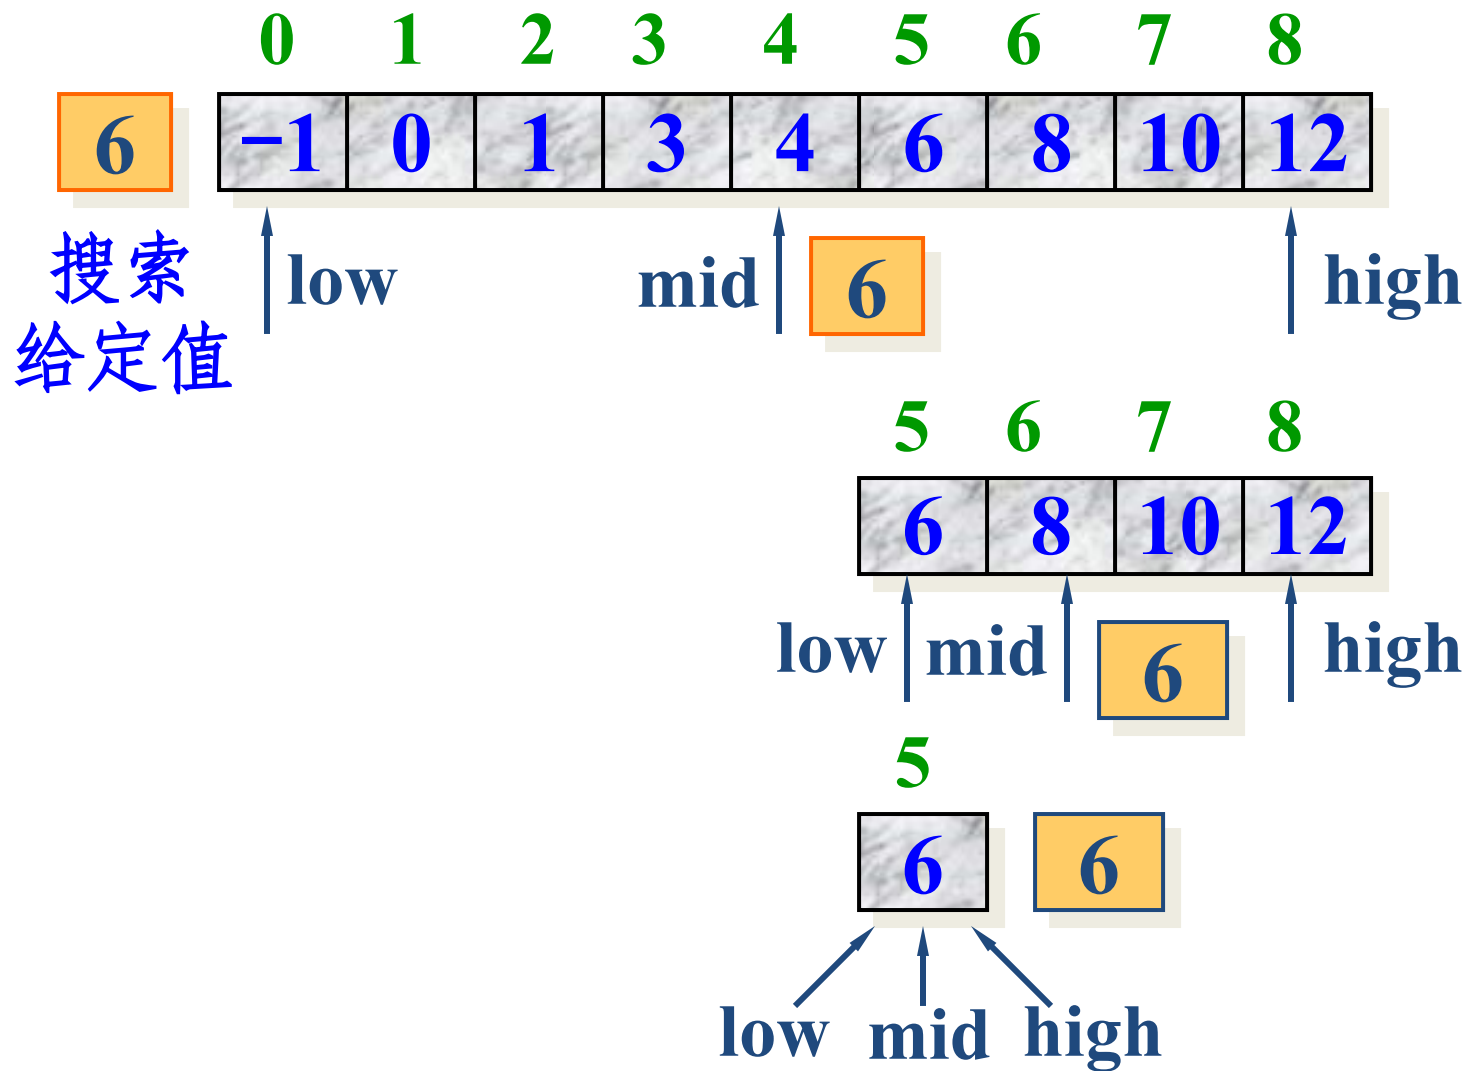 0 1 2 3 4 5 6 7 8
6 −1 0 1 3 4 6 8 10 12
搜索
给定值
low mid 6 high
5 6 7 8
6 8 10 12
low mid 6 high
5
6 6
low mid high